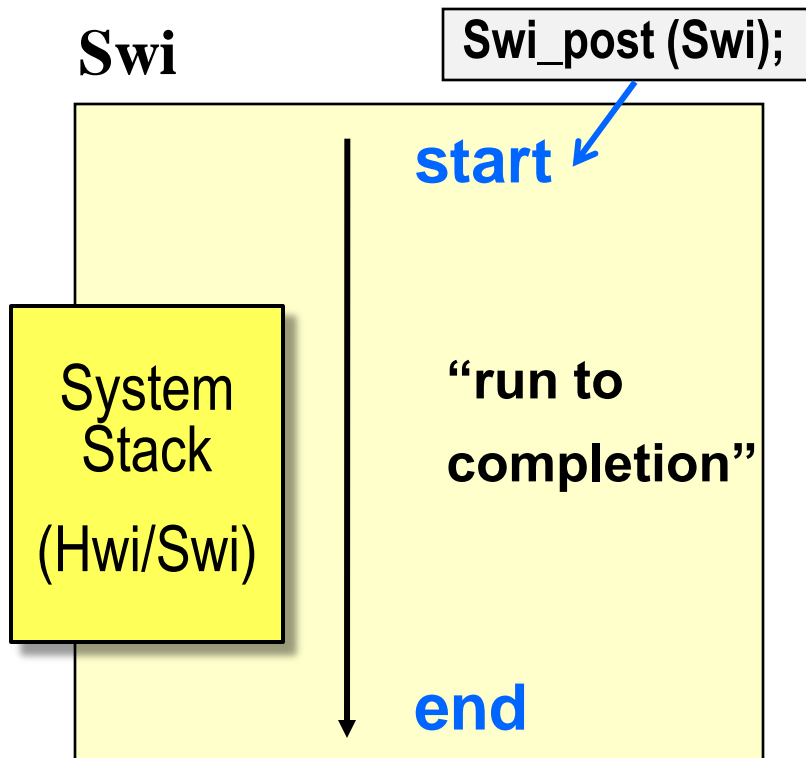 Swi
Swi_post (Swi);
start
System
Stack
(Hwi/Swi)
“run to
completion”
end